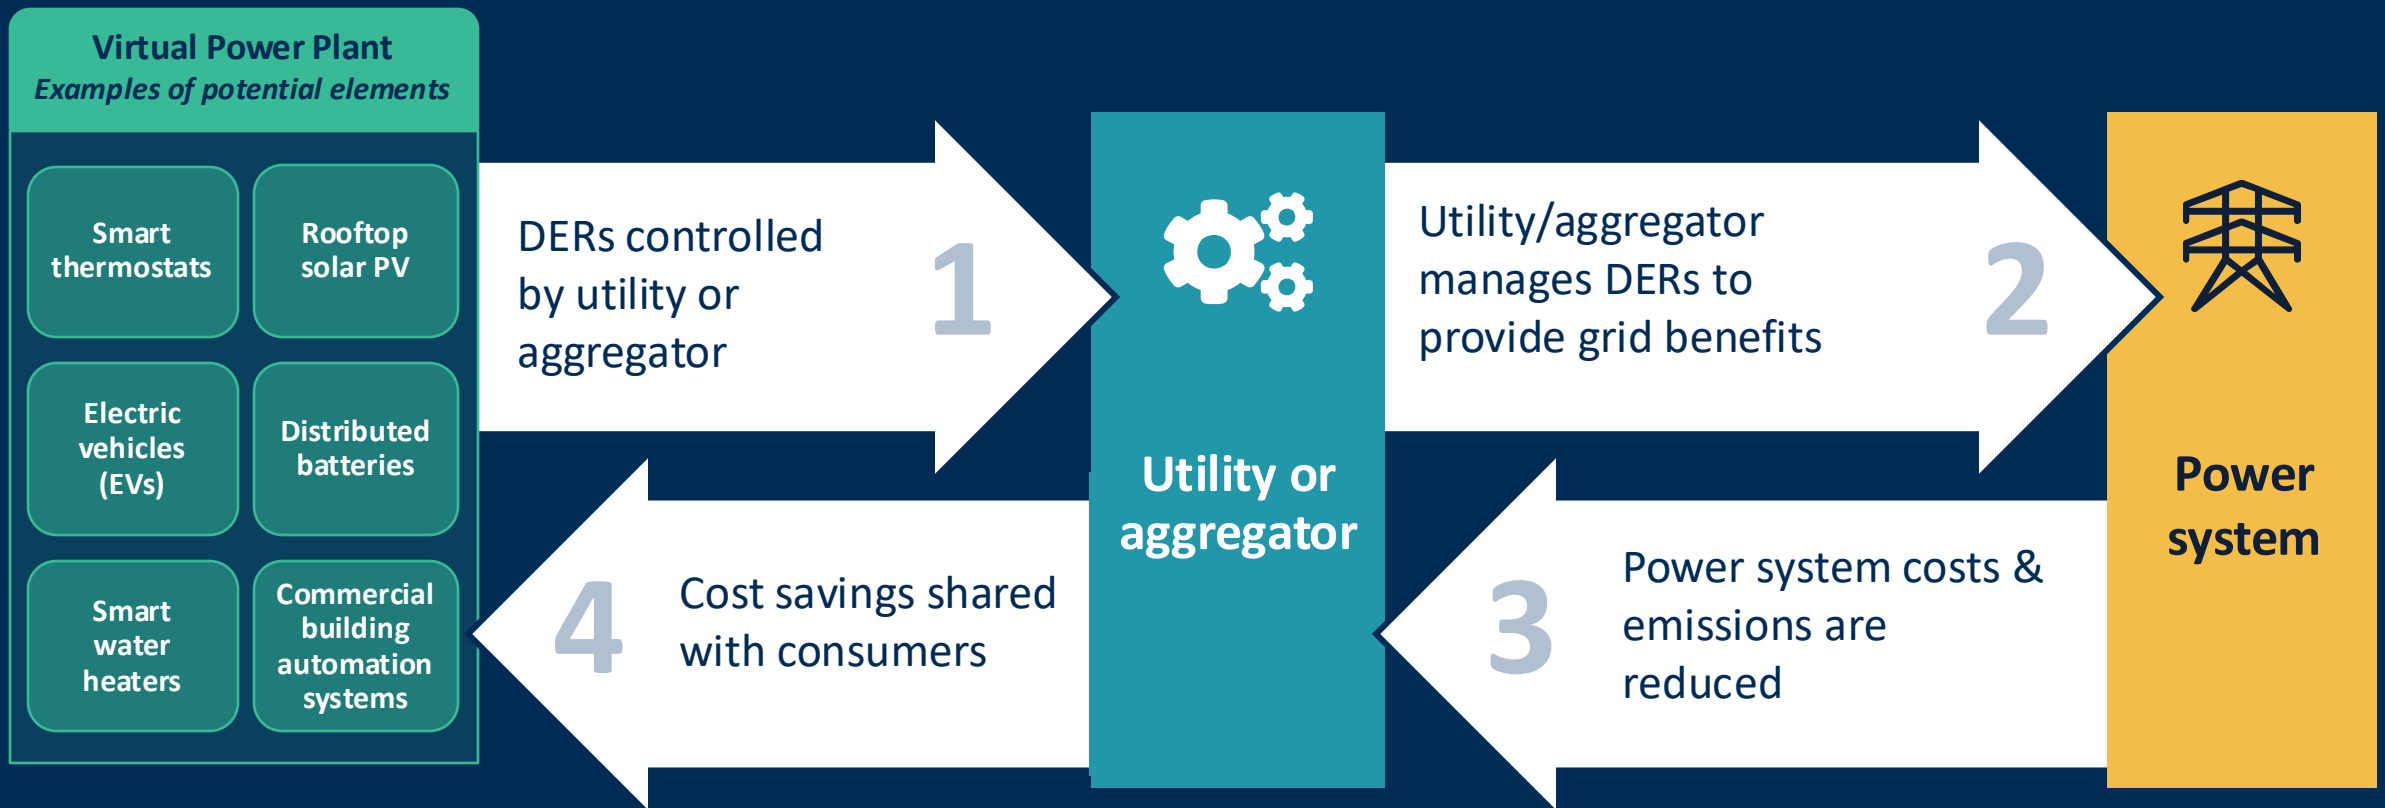 Virtual Power Plant
Examples of potential elements
Smart
thermostats
Rooftop
solar PV
Electric
vehicles
(EVs)
Distributed
batteries
Smart
water
heaters
Commercial
building
automation
systems
DERs controlled
by utility or
aggregator
1
Utility or
aggregator
Utility/aggregator
manages DERs to
provide grid benefits
2
Power
system
3
Power system costs &
emissions are
reduced
4
Cost savings shared
with consumers